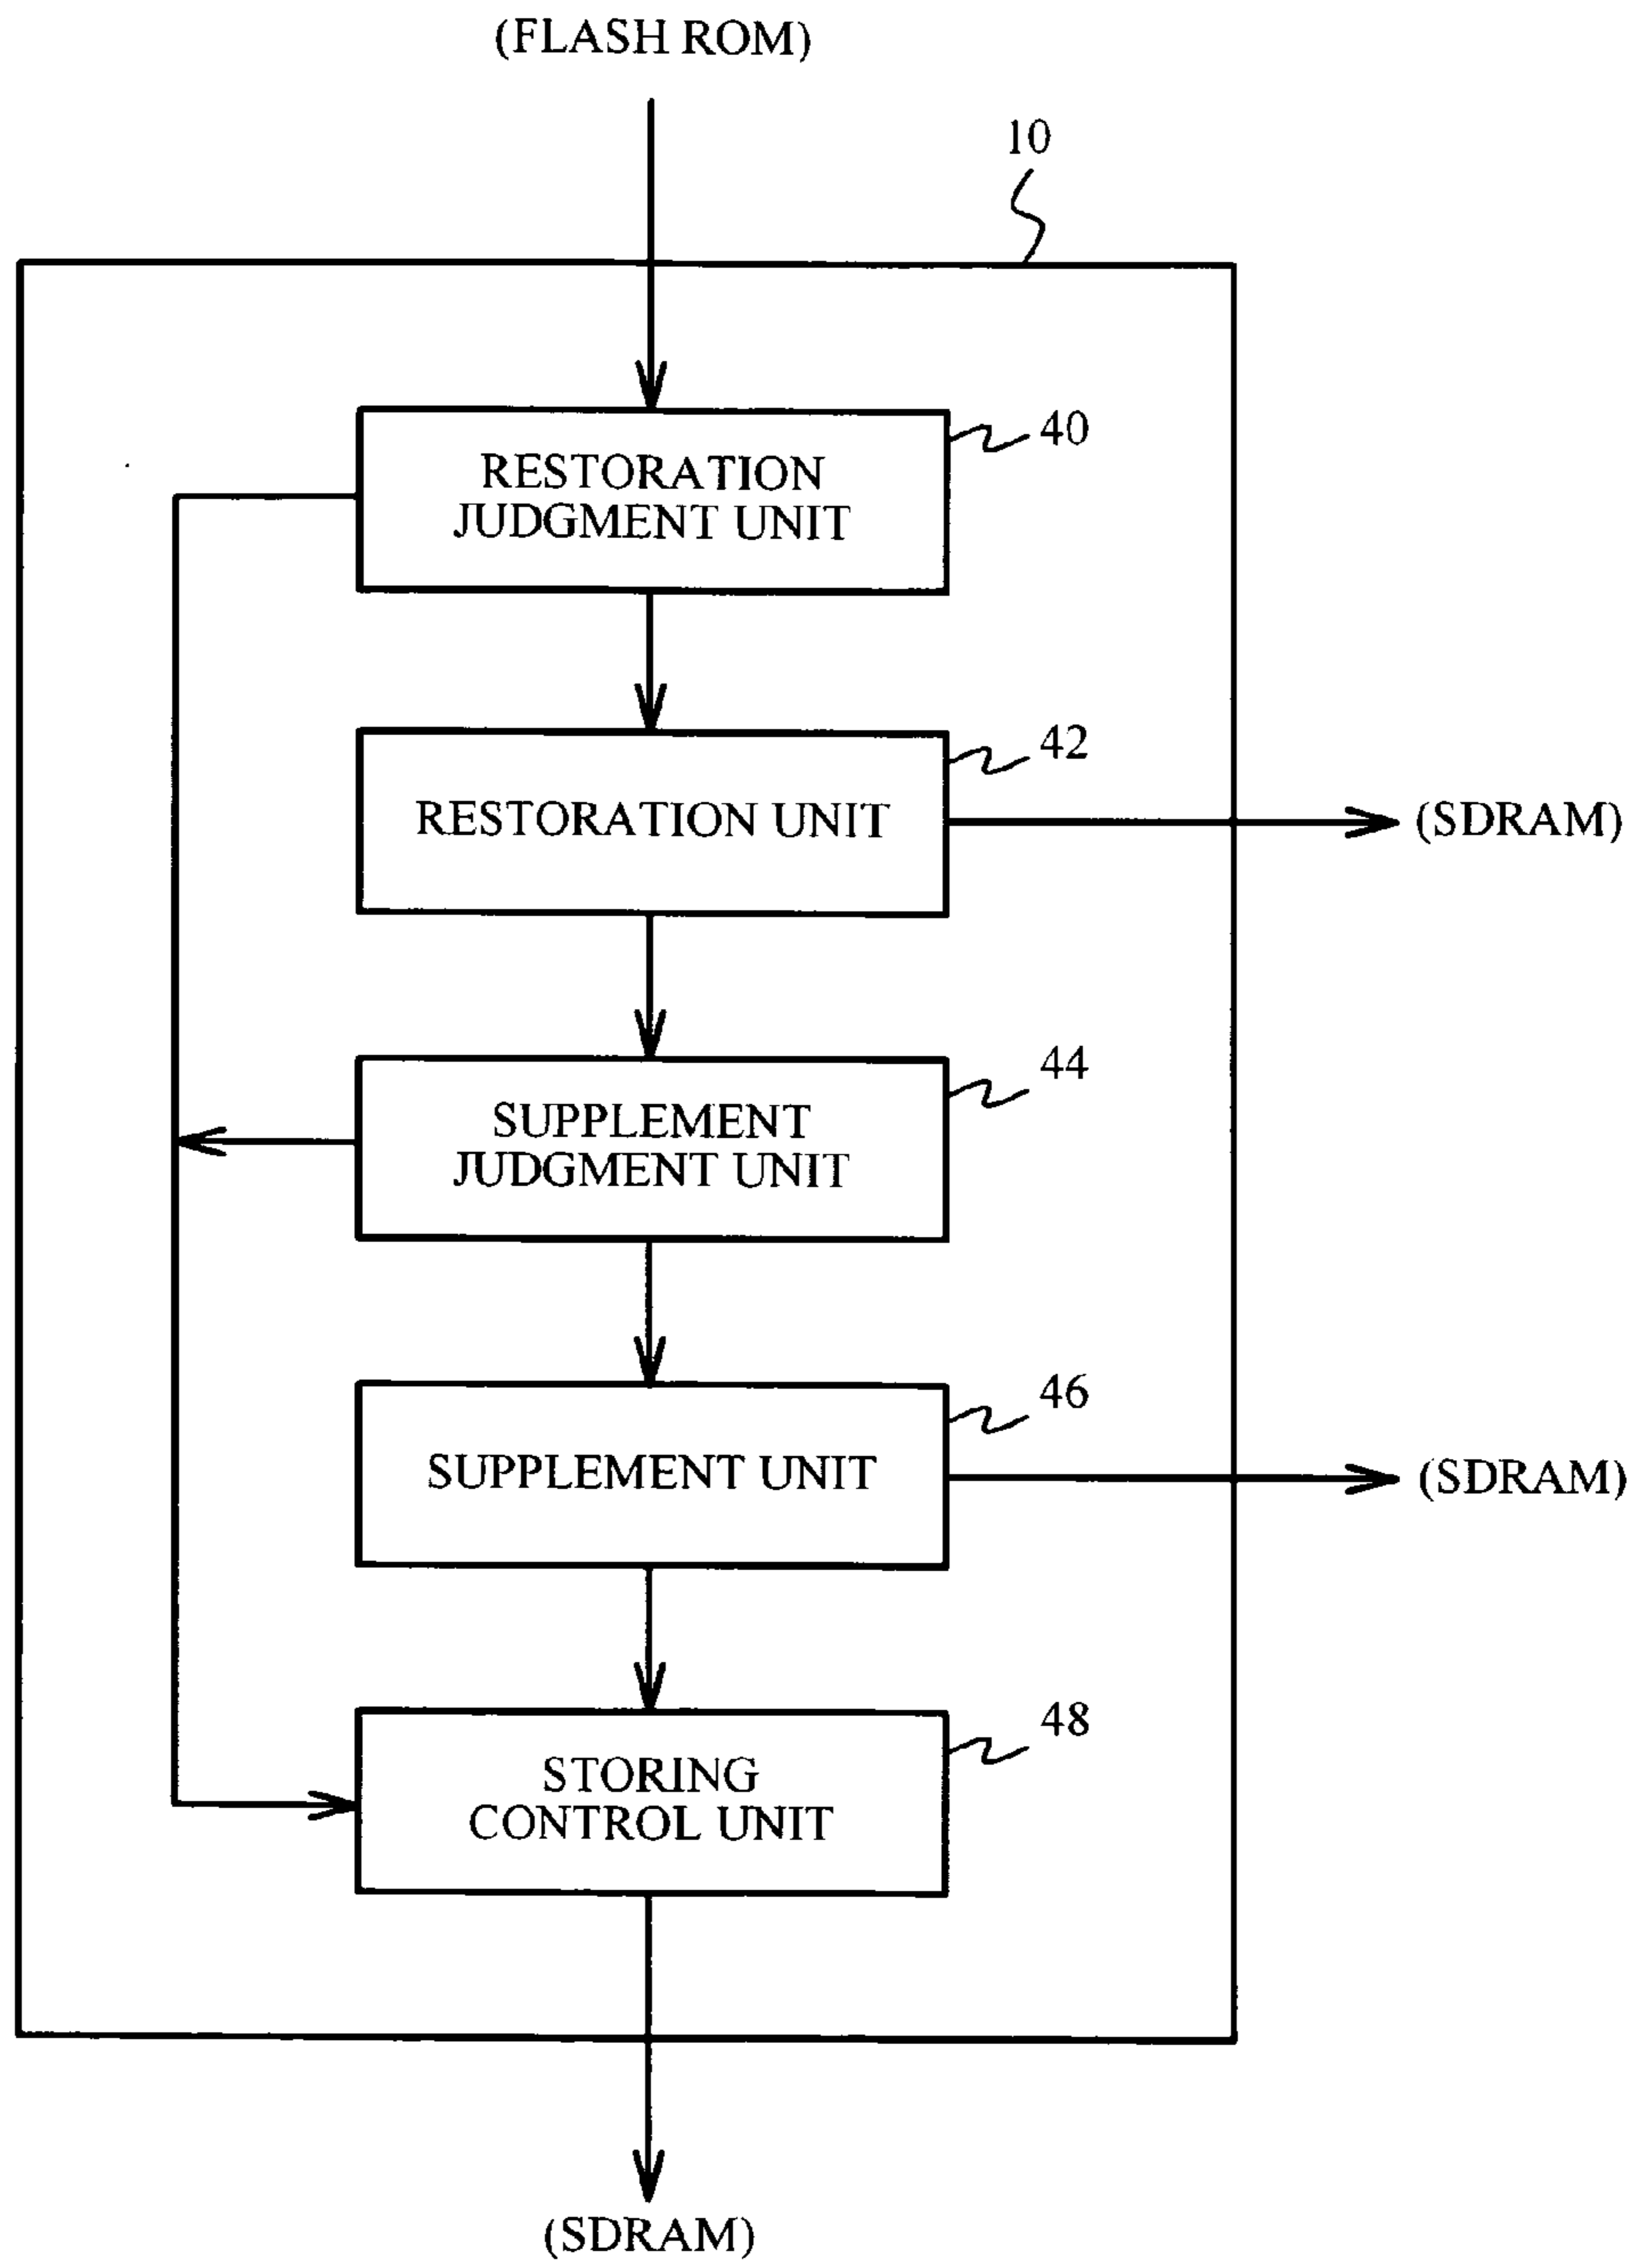 (FLASH ROM)
10
RESTORATION
JUDGMENT UNIT
40
RESTORATION UNIT
42
(SDRAM)
SUPPLEMENT
JUDGMENT UNIT
44
SUPPLEMENT UNIT
46
(SDRAM)
STORING
CONTROL UNIT
48
(SDRAM)